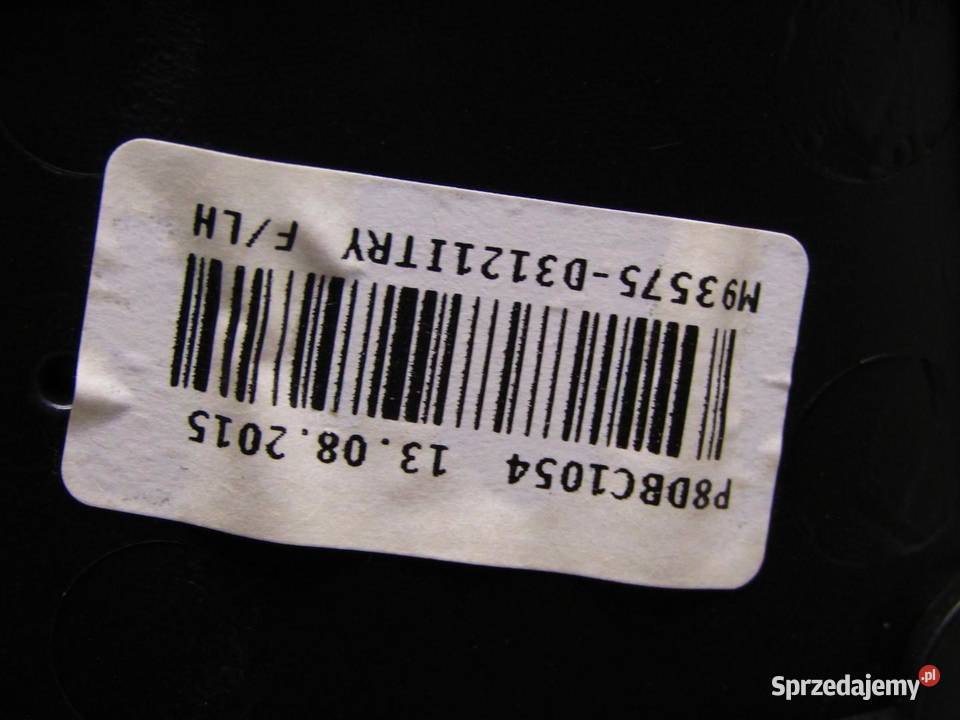 P8DBC1054 13.08.2015
M93575-D3121ITRY F/LH
Sprzedajemy.pl